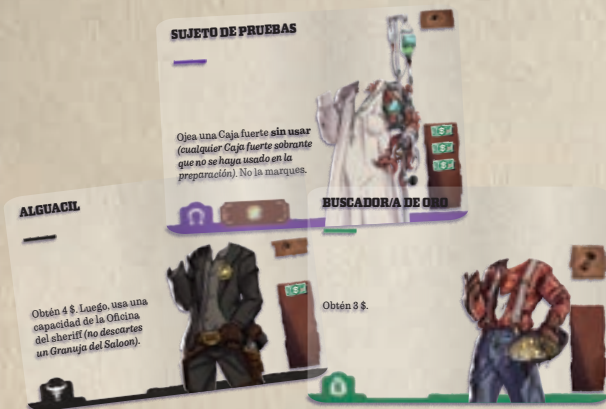 SUJETO DE PRUEBAS
Ojea una Caja fuerte sin usar
(cualquier Caja fuerte sobrante
que no se haya usado en la
preparación). No la marques.
$
$
$
ALGUACIL
Obtén 4 $. Luego, usa una
capacidad de la Oficina
del sheriff (no descartes
un Granuja del Saloon).
$
BUSCADOR/A DE ORO
Obtén 3 $.